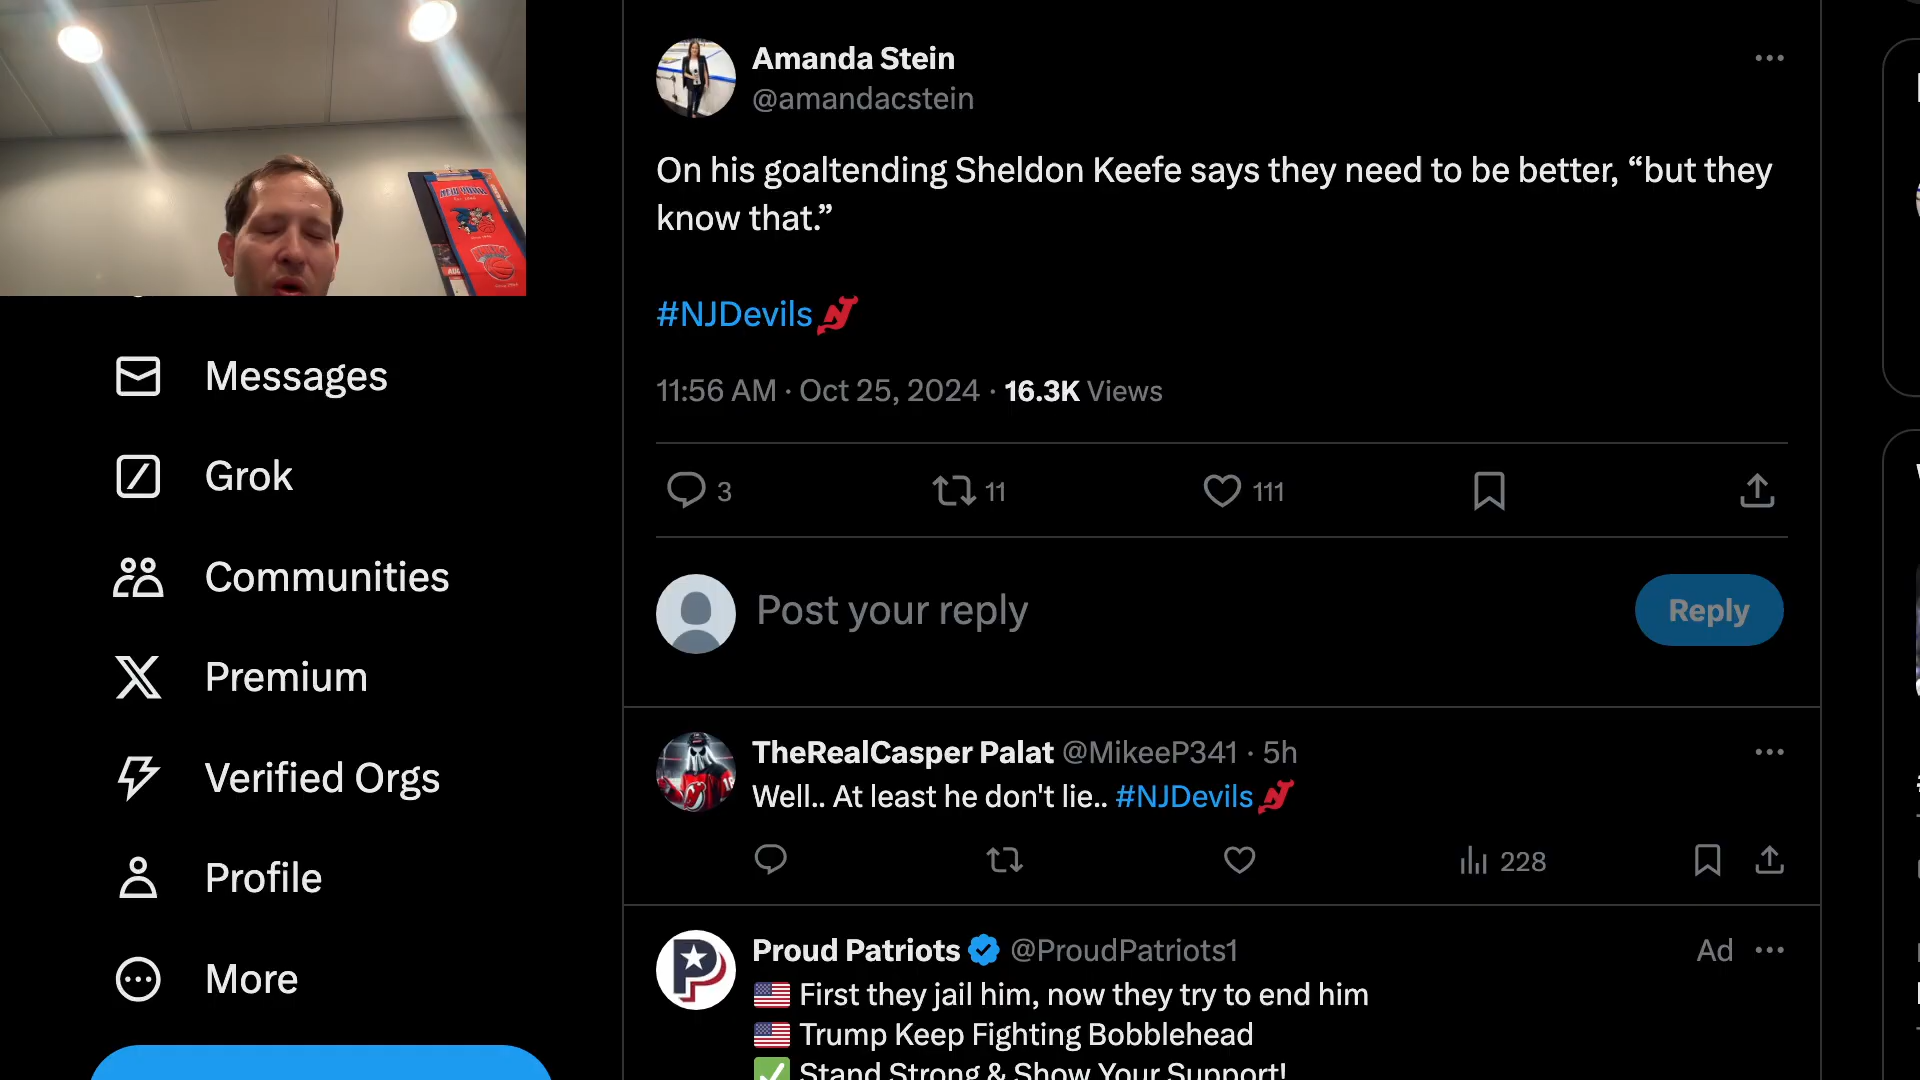 NEW YORK
KNICKS
Amanda Stein
@amandacstein
On his goaltending Sheldon Keefe says they need to be better, “but they
know that.”
#NJDevils
11:56 AM · Oct 25, 2024 · 16.3K Views
3
11
111
Post your reply
Reply
TheRealCasper Palat @MikeeP341 · 5h
Well.. At least he don't lie.. #NJDevils
228
Proud Patriots @ProudPatriots1
Ad
First they jail him, now they try to end him
Trump Keep Fighting Bobblehead
Stand Strong & Show Your Support!
Messages
Grok
Communities
Premium
Verified Orgs
Profile
More